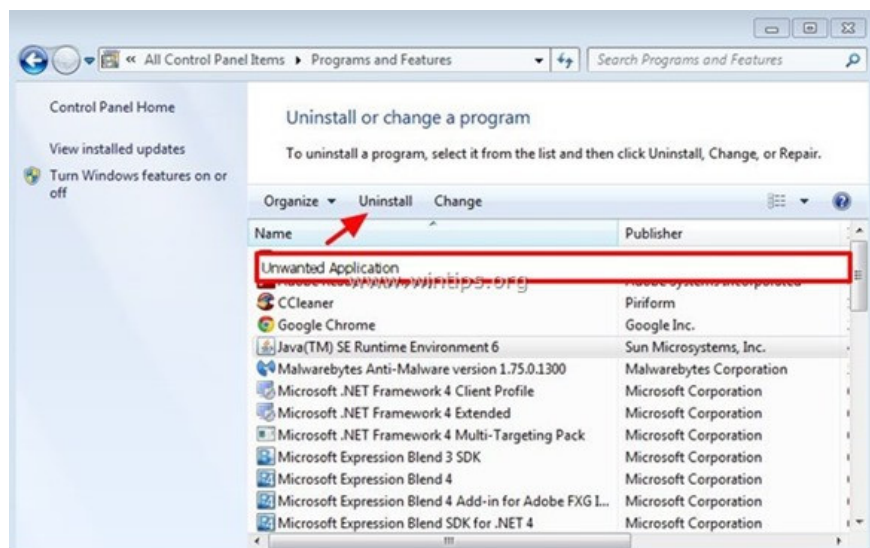 « All Control Panel Items ▸ Programs and Features
Search Programs and Features
Control Panel Home
View installed updates
Turn Windows features on or
off
Uninstall or change a program
To uninstall a program, select it from the list and then click Uninstall, Change, or Repair.
Organize Uninstall Change
Name Publisher
Unwanted Application
www.wintips.org
CCleaner Piriform
Google Chrome Google Inc.
Java(TM) SE Runtime Environment 6 Sun Microsystems, Inc.
Malwarebytes Anti-Malware version 1.75.0.1300 Malwarebytes Corporation
Microsoft .NET Framework 4 Client Profile Microsoft Corporation
Microsoft .NET Framework 4 Extended Microsoft Corporation
Microsoft .NET Framework 4 Multi-Targeting Pack Microsoft Corporation
Microsoft Expression Blend 3 SDK Microsoft Corporation
Microsoft Expression Blend 4 Microsoft Corporation
Microsoft Expression Blend 4 Add-in for Adobe FXG I... Microsoft Corporation
Microsoft Expression Blend SDK for .NET 4 Microsoft Corporation